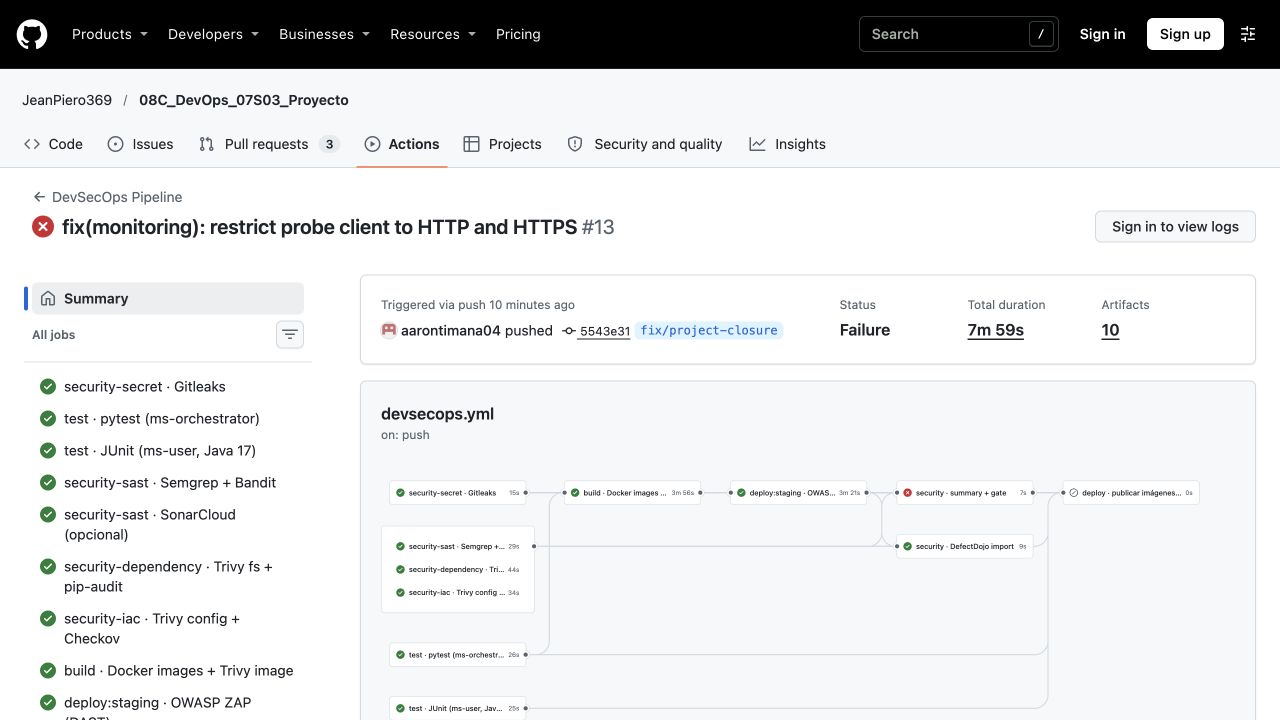 Products
Developers
Businesses
Resources
Pricing
Search
/
Sign in
Sign up
JeanPiero369 / 08C_DevOps_07S03_Proyecto
Code
Issues
Pull requests 3
Actions
Projects
Security and quality
Insights
← DevSecOps Pipeline
fix(monitoring): restrict probe client to HTTP and HTTPS #13
Sign in to view logs
Summary
All jobs
security-secret · Gitleaks
test · pytest (ms-orchestrator)
test · JUnit (ms-user, Java 17)
security-sast · Semgrep + Bandit
security-sast · SonarCloud
(opcional)
security-dependency · Trivy fs +
pip-audit
security-iac · Trivy config +
Checkov
build · Docker images + Trivy image
deploy:staging · OWASP ZAP
(DAST)
Triggered via push 10 minutes ago
aarontimana04 pushed 5543e31 fix/project-closure
Status
Failure
Total duration
7m 59s
Artifacts
10
devsecops.yml
on: push
security-secret · Gitleaks 15s
build · Docker images ... 3m 56s
deploy:staging · OWAS... 3m 21s
security · summary + gate 7s
deploy · publicar imágenes... 0s
security-sast · Semgrep +... 29s
security · DefectDojo import 9s
security-dependency · Tri... 44s
security-iac · Trivy config ... 34s
test · pytest (ms-orchestr... 26s
test · JUnit (ms-user, Jav... 25s